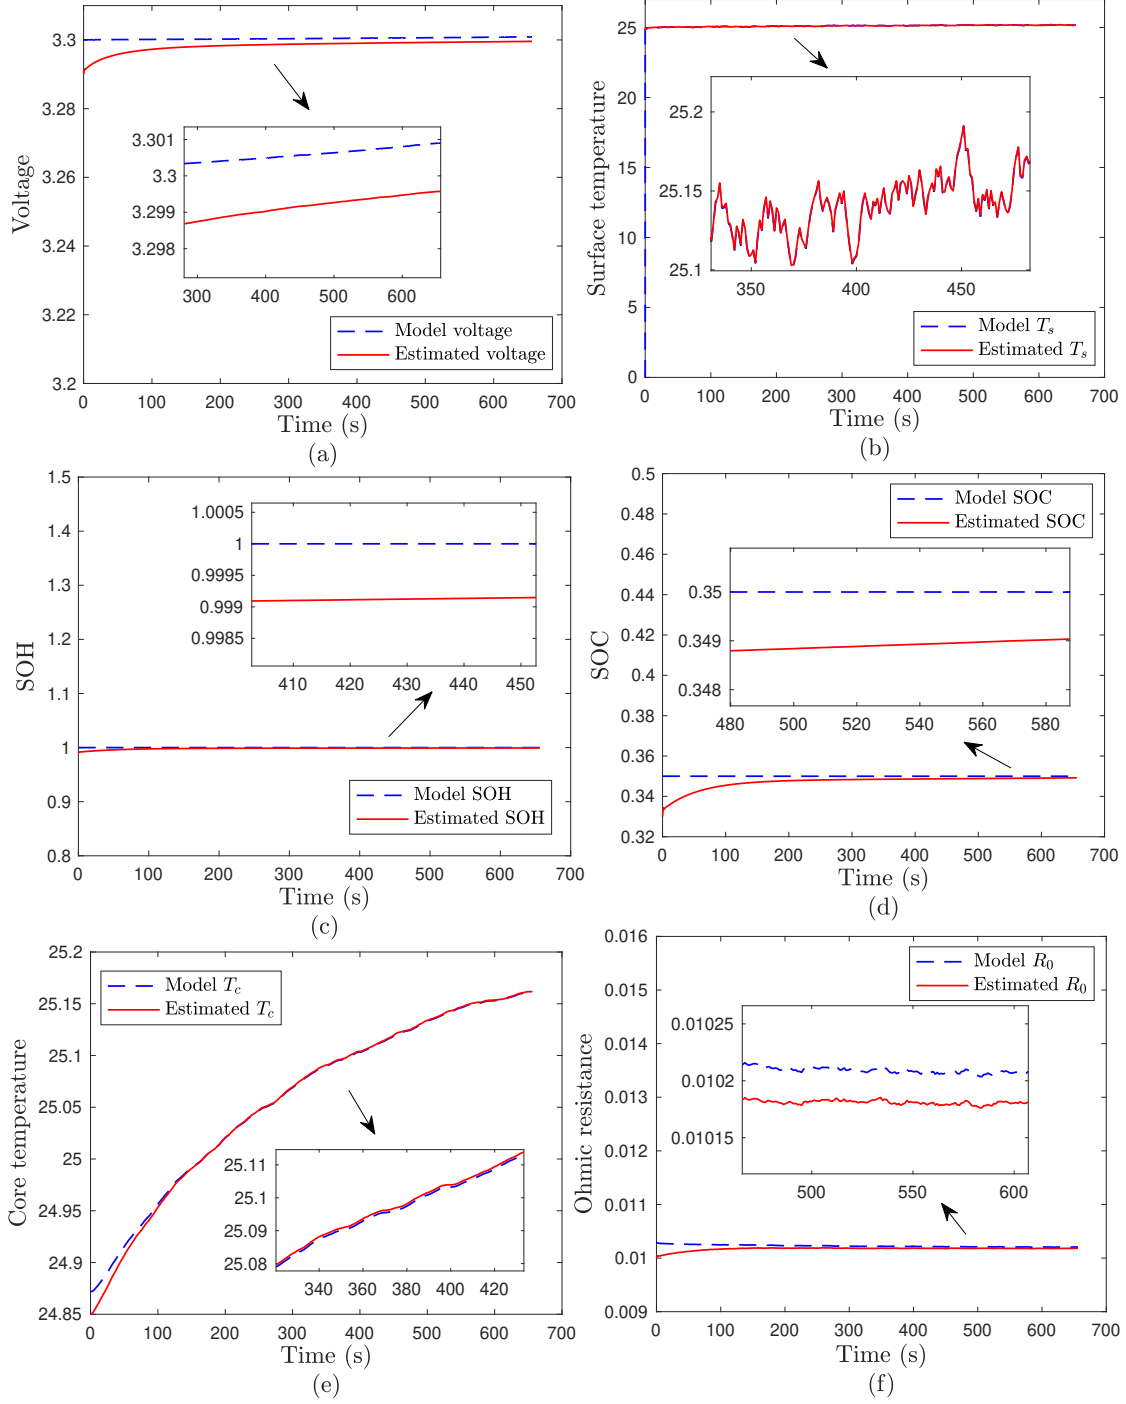 Voltage
3.3
3.28
3.26
3.24
3.22
3.2
0 100 200 300 400 500 600 700
Time (s)
(a)
3.301
3.3
3.299
3.298
300 400 500 600
Model voltage
Estimated voltage
Surface temperature
25
20
15
10
5
0
0 100 200 300 400 500 600 700
Time (s)
(b)
25.2
25.15
25.1
350 400 450
Model T_s
Estimated T_s
SOH
1.5
1.4
1.3
1.2
1.1
1
0.9
0.8
0 100 200 300 400 500 600 700
Time (s)
(c)
1.0005
1
0.9995
0.999
0.9985
410 420 430 440 450
Model SOH
Estimated SOH
SOC
0.5
0.48
0.46
0.44
0.42
0.4
0.38
0.36
0.34
0.32
0 100 200 300 400 500 600 700
Time (s)
(d)
Model SOC
Estimated SOC
0.35
0.349
0.348
480 500 520 540 560 580
Core temperature
25.2
25.15
25.1
25.05
25
24.95
24.9
24.85
0 100 200 300 400 500 600 700
Time (s)
(e)
Model T_c
Estimated T_c
25.11
25.1
25.09
25.08
340 360 380 400 420
Ohmic resistance
0.016
0.015
0.014
0.013
0.012
0.011
0.01
0.009
0 100 200 300 400 500 600 700
Time (s)
(f)
Model R_0
Estimated R_0
0.01025
0.0102
0.01015
500 550 600